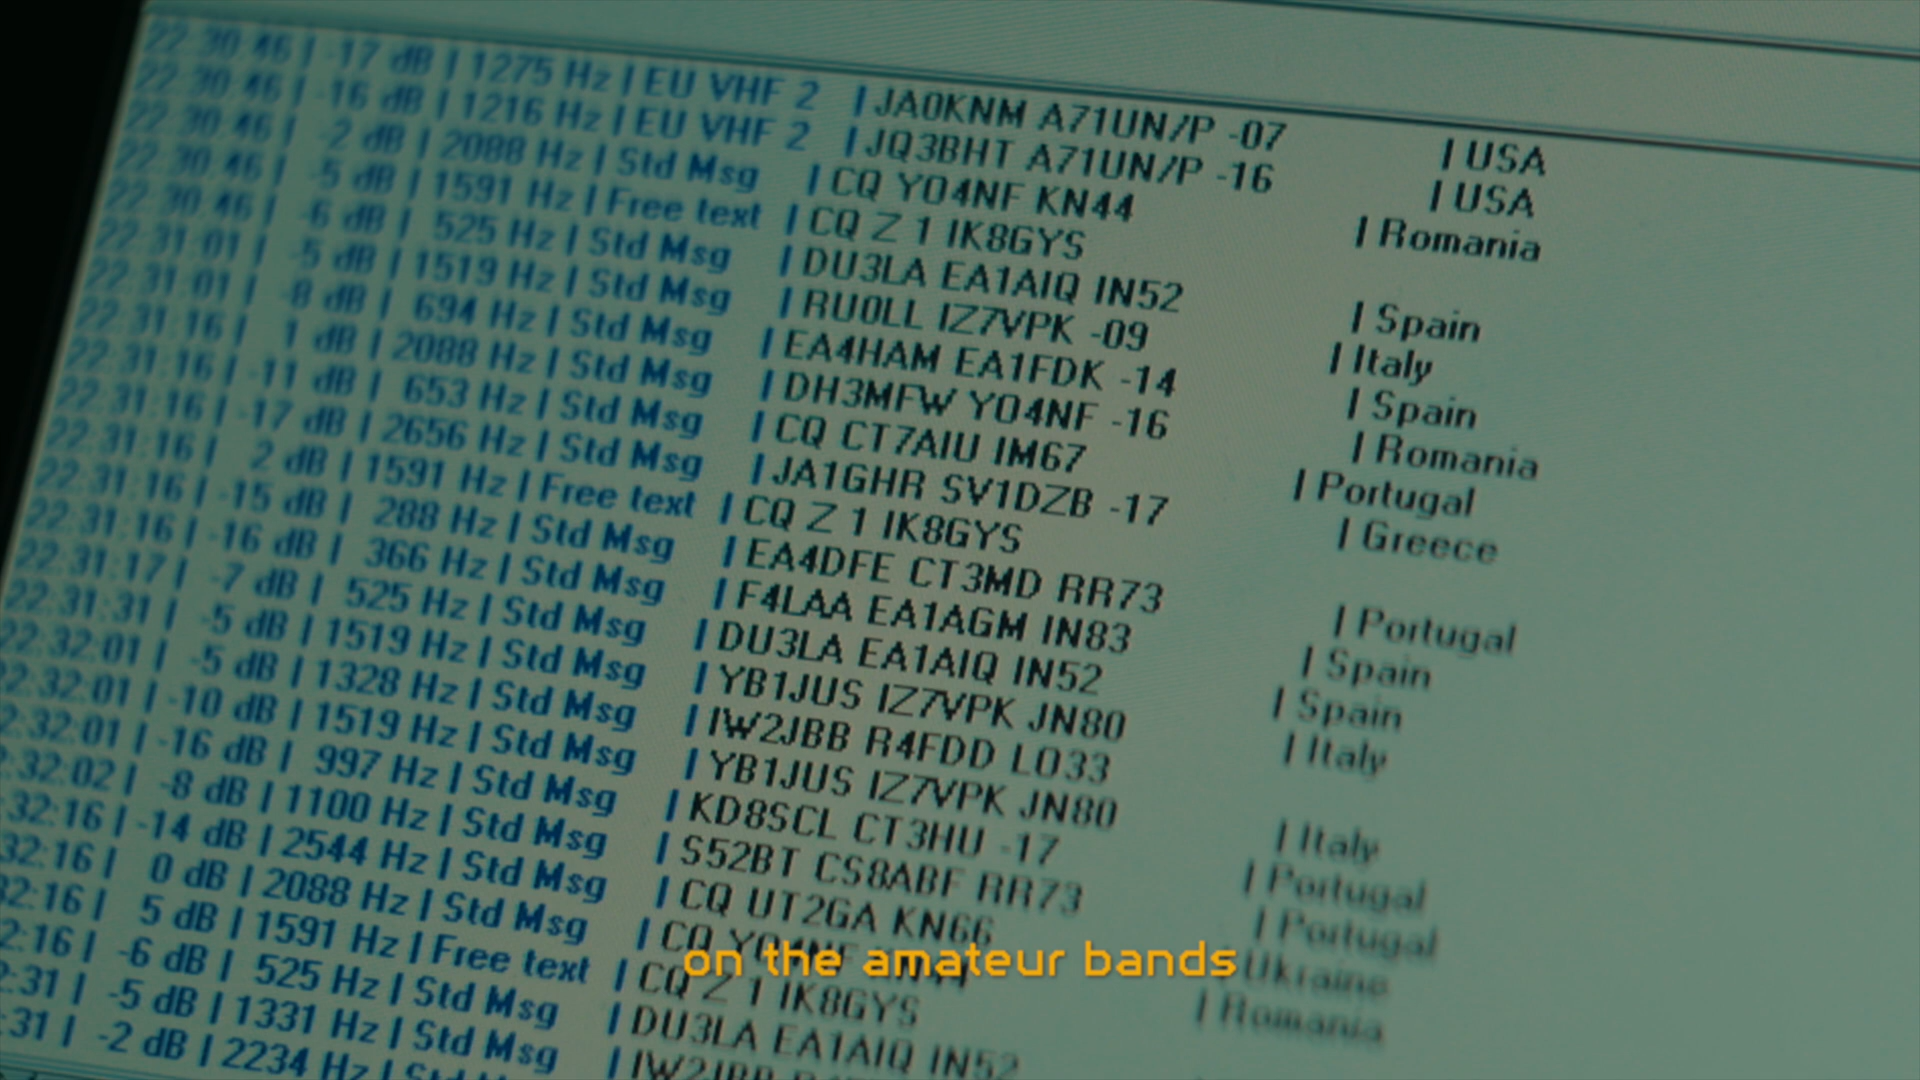 22:30:46 | -17 dB | 1275 Hz | EU VHF 2 | JA0KNM A71UN/P -07 | USA
22:30:46 | -16 dB | 1216 Hz | EU VHF 2 | JQ3BHT A71UN/P -16 | USA
22:30:46 | -2 dB | 2088 Hz | Std Msg | CQ YO4NF KN44 | Romania
22:30:46 | -5 dB | 1591 Hz | Free text | CQ Z 1 IK8GYS
22:30:46 | -6 dB | 525 Hz | Std Msg | DU3LA EA1AIQ IN52 | Spain
22:31:01 | -5 dB | 1519 Hz | Std Msg | RU0LL IZ7VPK -09 | Italy
22:31:01 | -8 dB | 694 Hz | Std Msg | EA4HAM EA1FDK -14 | Spain
22:31:16 | 1 dB | 2088 Hz | Std Msg | DH3MFW YO4NF -16 | Romania
22:31:16 | -11 dB | 653 Hz | Std Msg | CQ CT7AIU IM67 | Portugal
22:31:16 | -17 dB | 2656 Hz | Std Msg | JA1GHR SV1DZB -17 | Greece
22:31:16 | 2 dB | 1591 Hz | Free text | CQ Z 1 IK8GYS
22:31:16 | -15 dB | 288 Hz | Std Msg | EA4DFE CT3MD RR73 | Portugal
22:31:16 | -16 dB | 366 Hz | Std Msg | F4LAA EA1AGM IN83 | Spain
22:31:17 | -7 dB | 525 Hz | Std Msg | DU3LA EA1AIQ IN52 | Spain
22:31:31 | -5 dB | 1519 Hz | Std Msg | YB1JUS IZ7VPK JN80 | Italy
22:32:01 | -5 dB | 1328 Hz | Std Msg | IW2JBB R4FDD LO33
22:32:01 | -10 dB | 1519 Hz | Std Msg | YB1JUS IZ7VPK JN80 | Italy
2:32:01 | -16 dB | 997 Hz | Std Msg | KD8SCL CT3HU -17 | Portugal
:32:02 | -8 dB | 1100 Hz | Std Msg | S52BT CS8ABF RR73 | Portugal
:32:16 | -14 dB | 2544 Hz | Std Msg | CQ UT2GA KN66 | Ukraine
32:16 | 0 dB | 2088 Hz | Std Msg | CQ YO4NF KN44 | Romania
32:16 | 5 dB | 1591 Hz | Free text | CQ Z 1 IK8GYS
2:16 | -6 dB | 525 Hz | Std Msg | DU3LA EA1AIQ IN52
:31 | -5 dB | 1331 Hz | Std Msg | IW2JBB
:31 | -2 dB | 2234 Hz | Std
on the amateur bands